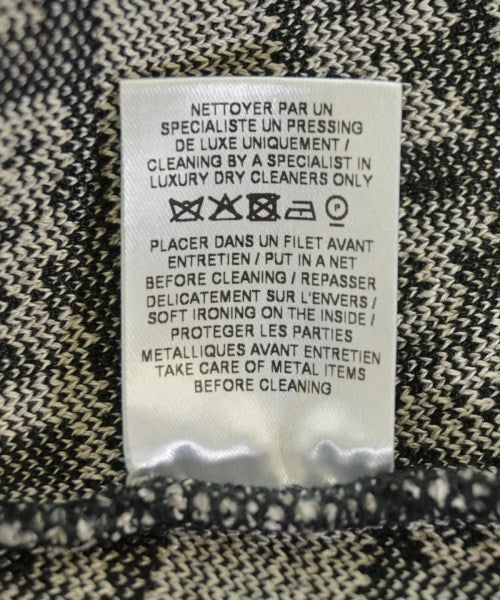 NETTOYER PAR UN
SPECIALISTE UN PRESSING
DE LUXE UNIQUEMENT /
CLEANING BY A SPECIALIST IN
LUXURY DRY CLEANERS ONLY
P
PLACER DANS UN FILET AVANT
ENTRETIEN / PUT IN A NET
BEFORE CLEANING / REPASSER
DELICATEMENT SUR L'ENVERS /
SOFT IRONING ON THE INSIDE /
PROTEGER LES PARTIES
METALLIQUES AVANT ENTRETIEN
TAKE CARE OF METAL ITEMS
BEFORE CLEANING